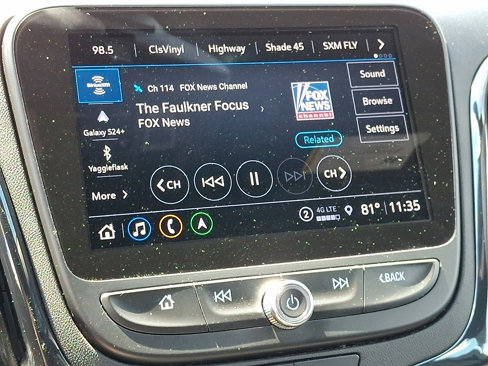 98.5 ClsVinyl Highway Shade 45 SXM FLY
Ch 114 FOX News Channel
Sound
The Faulkner Focus
FOX News
FOX
NEWS
channel
Browse
Galaxy S24+
Related
Settings
Yaggleflask
More
CH
CH
2 4G LTE 81° 11:35
BACK